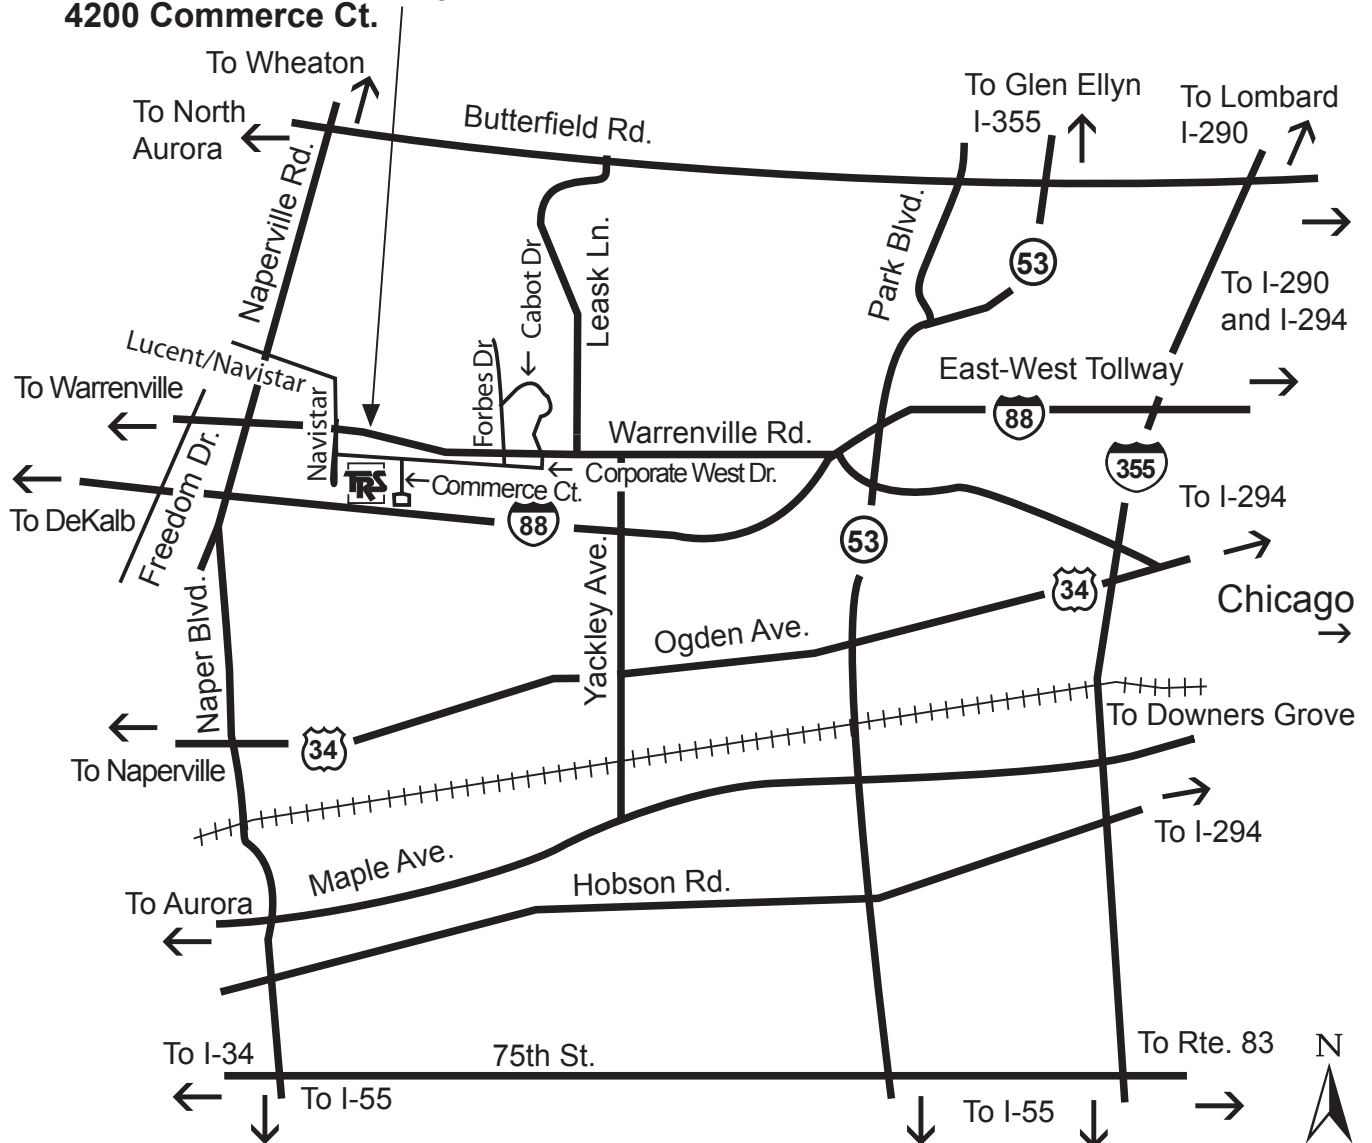 4200 Commerce Ct.
To Wheaton
To North
Aurora
Butterfield Rd.
To Glen Ellyn
I-355
To Lombard
I-290
Naperville Rd.
Leask Ln.
Cabot Dr
Park Blvd.
53
To I-290
and I-294
Lucent/Navistar
To Warrenville
Navistar
Forbes Dr
East-West Tollway
88
Warrenville Rd.
Freedom Dr.
TRS
Commerce Ct.
Corporate West Dr.
355
To I-294
To DeKalb
88
53
34
Chicago
Naper Blvd.
Yackley Ave.
Ogden Ave.
To Downers Grove
34
To Naperville
To I-294
Maple Ave.
Hobson Rd.
To Aurora
To I-34
75th St.
To Rte. 83
N
To I-55
To I-55